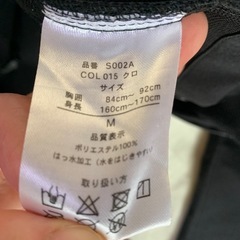 品番 S002A
COL 015 クロ
サイズ
胸囲 84cm〜 92cm
身長 160cm〜170cm
M
品質表示
ポリエステル100%
はっ水加工（水をはじきやすい
取り扱い方